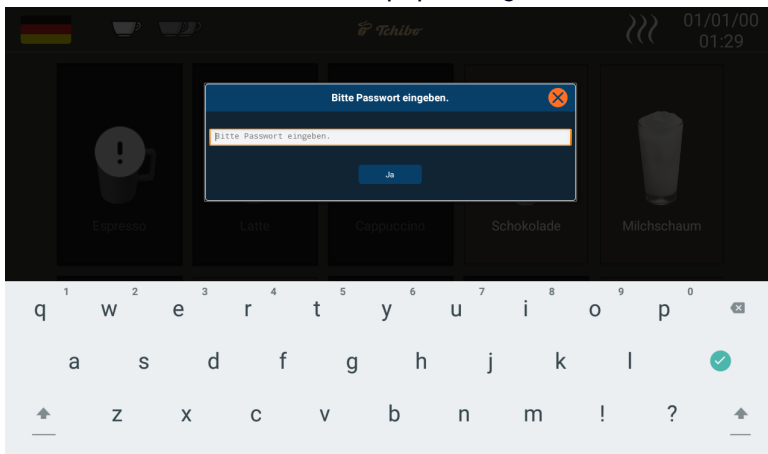 Tchibo
01/01/00
01:29
Bitte Passwort eingeben.
Bitte Passwort eingeben.
Ja
Espresso
Latte
Cappuccino
Schokolade
Milchschaum
1 2 3 4 5 6 7 8 9 0
q w e r t y u i o p
a s d f g h j k l
z x c v b n m ! ?